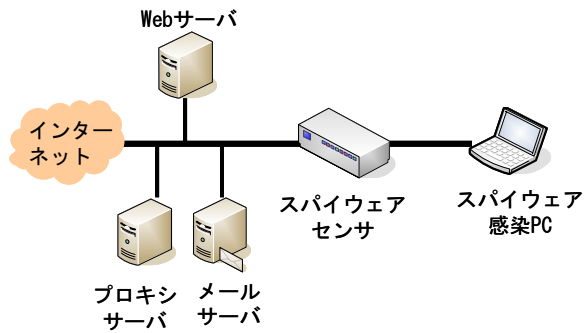 Webサーバ
インター
ネット
スパイウェア
センサ
スパイウェア
感染PC
プロキシ
サーバ
メール
サーバ